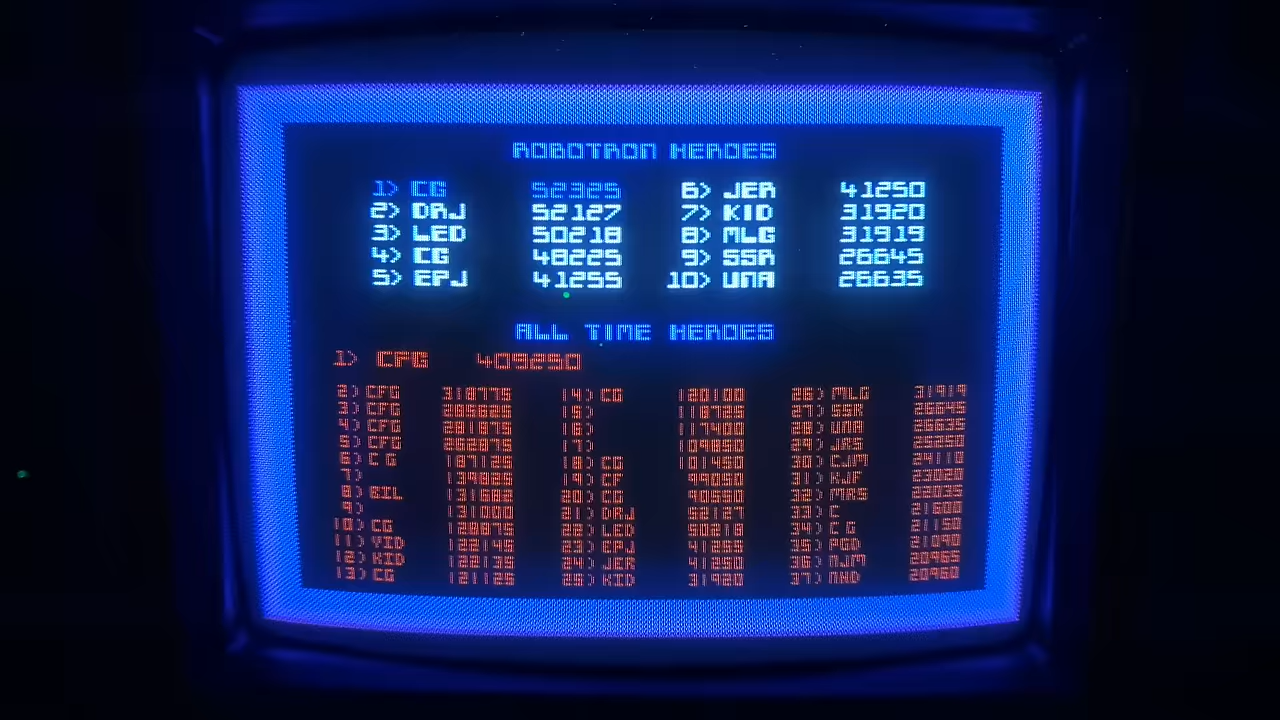 ROBOTRON HEROES
1) CG 52325 6) JER 41250
2) DRJ 52127 7) KID 31920
3) LED 50218 8) MLG 31919
4) CG 48225 9) SSR 26645
5) EPJ 41255 10) UNA 26635
ALL TIME HEROES
1) CFG 409250
2) CFG 318775 14) CG 120100 26) MLG 31919
3) CFG 285625 15) 118725 27) SSR 26645
4) CFG 281875 16) 117400 28) UNA 26635
5) CFG 262875 17) 109850 29) JRS 25250
6) C G 187125 18) CG 101450 30) CJM 24110
7) 139825 19) CF 99050 31) KJF 23020
8) BIL 131682 20) CG 90550 32) MRS 22035
9) 131000 21) DRJ 52127 33) C 21600
10) CG 128875 22) LED 50218 34) C G 21150
11) YID 122145 23) EPJ 41255 35) PGD 21090
12) KID 122135 24) JER 41250 36) 20965
13) CG 121125 25) KID 31920 37) 20960